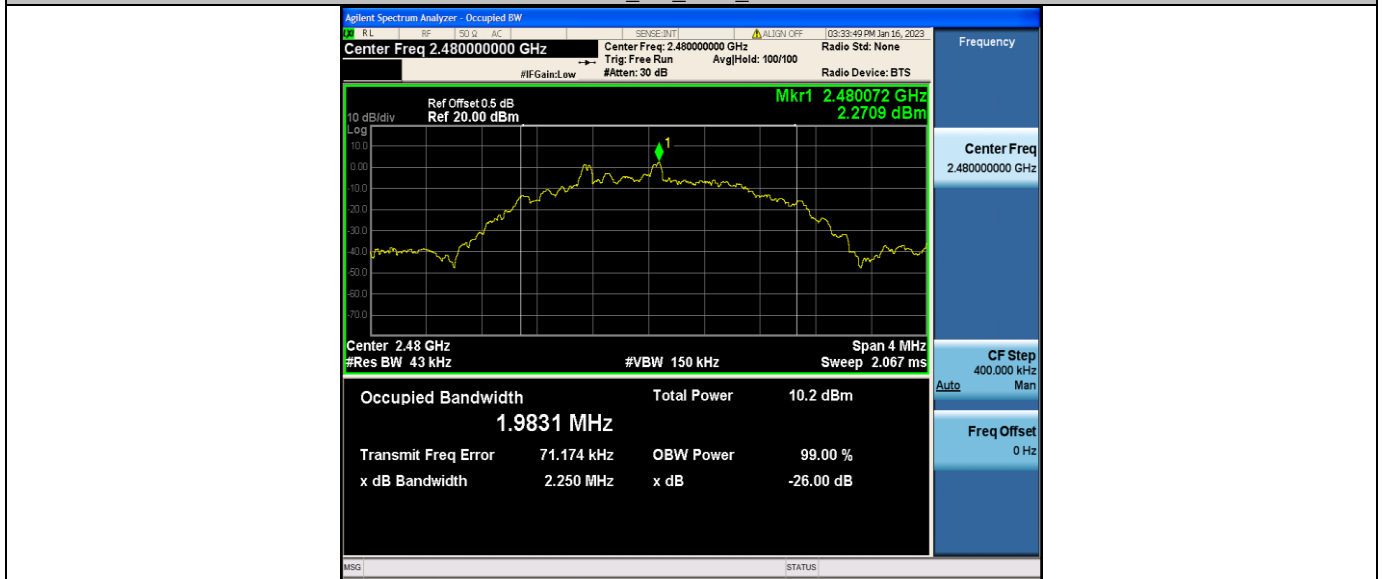 Agilent Spectrum Analyzer - Occupied BW
RL RF 50 Ω AC SENSE:INT ALIGN OFF 03:33:49 PM Jan 16, 2023
Center Freq 2.480000000 GHz Center Freq: 2.480000000 GHz Radio Std: None
Trig: Free Run Avg|Hold: 100/100
#IFGain:Low #Atten: 30 dB Radio Device: BTS
Frequency
Mkr1 2.480072 GHz
2.2709 dBm
Ref Offset 0.5 dB
10 dB/div Ref 20.00 dBm
Log
10.0
0.00
-10.0
-20.0
-30.0
-40.0
-50.0
-60.0
-70.0
1
Center 2.48 GHz Span 4 MHz
#Res BW 43 kHz #VBW 150 kHz Sweep 2.067 ms
Occupied Bandwidth Total Power 10.2 dBm
1.9831 MHz
Transmit Freq Error 71.174 kHz OBW Power 99.00 %
x dB Bandwidth 2.250 MHz x dB -26.00 dB
Center Freq
2.480000000 GHz
CF Step
400.000 kHz
Auto Man
Freq Offset
0 Hz
MSG STATUS